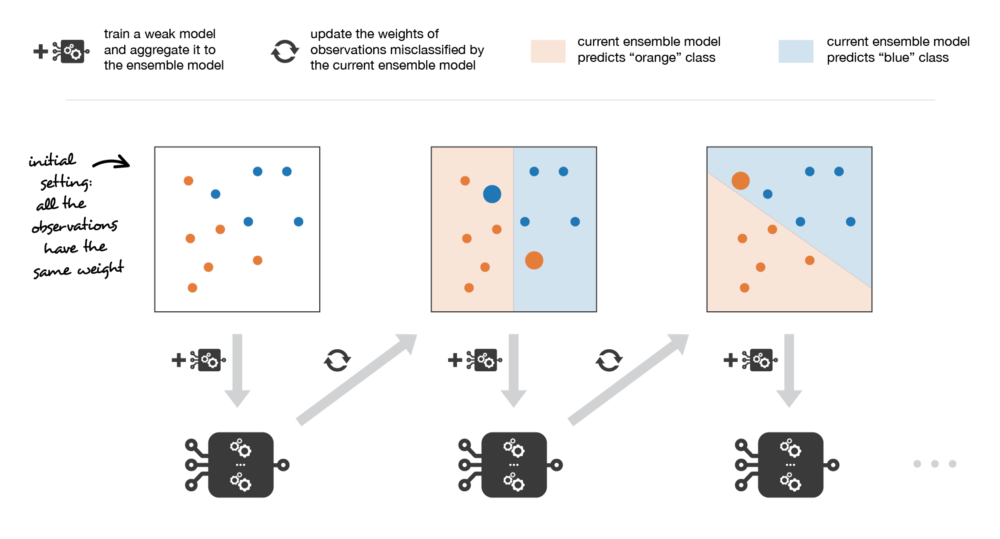 train a weak model
and aggregate it to
the ensemble model
update the weights of
observations misclassified by
the current ensemble model
current ensemble model
predicts “orange” class
current ensemble model
predicts “blue” class
initial
setting:
all the
observations
have the
same weight